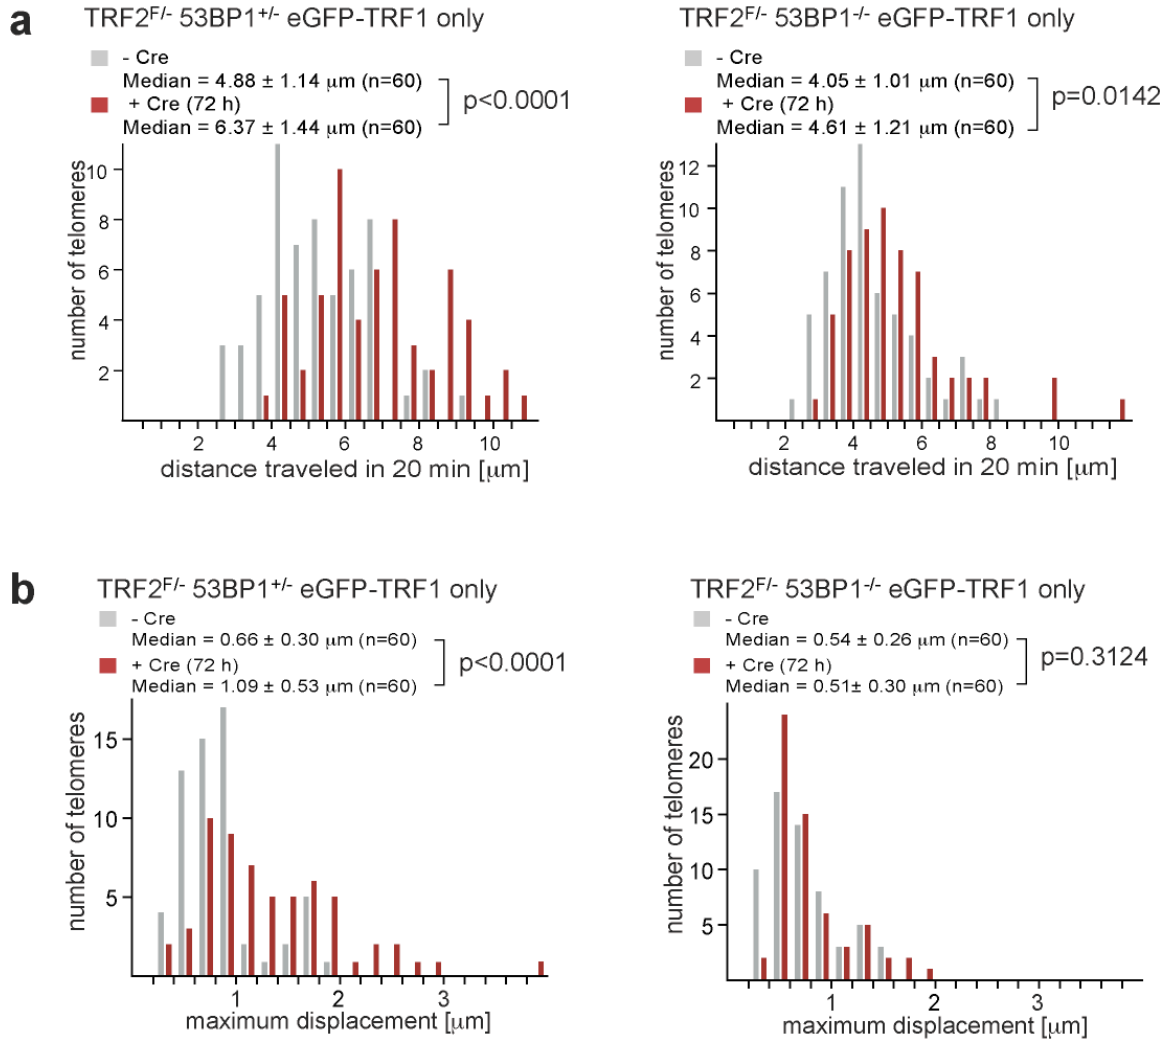 a
TRF2F/- 53BP1+/- eGFP-TRF1 only
- Cre
Median = 4.88 ± 1.14 μm (n=60)
+ Cre (72 h)
Median = 6.37 ± 1.44 μm (n=60)
p<0.0001
number of telomeres
10
8
6
4
2
2 4 6 8 10
distance traveled in 20 min [μm]
TRF2F/- 53BP1-/- eGFP-TRF1 only
- Cre
Median = 4.05 ± 1.01 μm (n=60)
+ Cre (72 h)
Median = 4.61 ± 1.21 μm (n=60)
p=0.0142
number of telomeres
12
10
8
6
4
2
2 4 6 8 10
distance traveled in 20 min [μm]
b
TRF2F/- 53BP1+/- eGFP-TRF1 only
- Cre
Median = 0.66 ± 0.30 μm (n=60)
+ Cre (72 h)
Median = 1.09 ± 0.53 μm (n=60)
p<0.0001
number of telomeres
15
10
5
1 2 3
maximum displacement [μm]
TRF2F/- 53BP1-/- eGFP-TRF1 only
- Cre
Median = 0.54 ± 0.26 μm (n=60)
+ Cre (72 h)
Median = 0.51± 0.30 μm (n=60)
p=0.3124
number of telomeres
20
15
10
5
1 2 3
maximum displacement [μm]